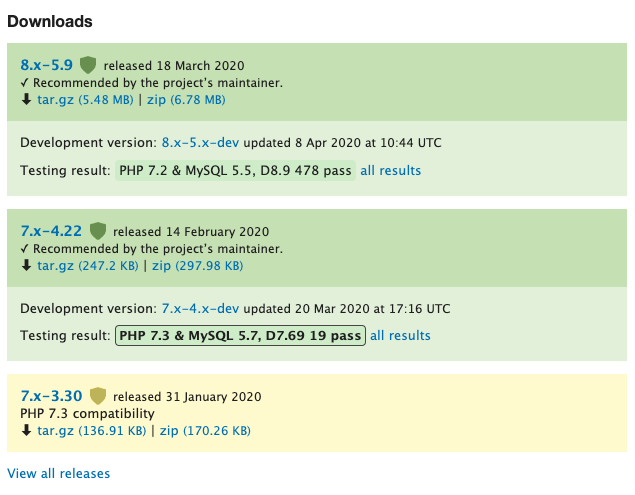 Downloads
8.x-5.9 released 18 March 2020
✓ Recommended by the project's maintainer.
tar.gz (5.48 MB) | zip (6.78 MB)
Development version: 8.x-5.x-dev updated 8 Apr 2020 at 10:44 UTC
Testing result: PHP 7.2 & MySQL 5.5, D8.9 478 pass all results
7.x-4.22 released 14 February 2020
✓ Recommended by the project's maintainer.
tar.gz (247.2 KB) | zip (297.98 KB)
Development version: 7.x-4.x-dev updated 20 Mar 2020 at 17:16 UTC
Testing result: PHP 7.3 & MySQL 5.7, D7.69 19 pass all results
7.x-3.30 released 31 January 2020
PHP 7.3 compatibility
tar.gz (136.91 KB) | zip (170.26 KB)
View all releases